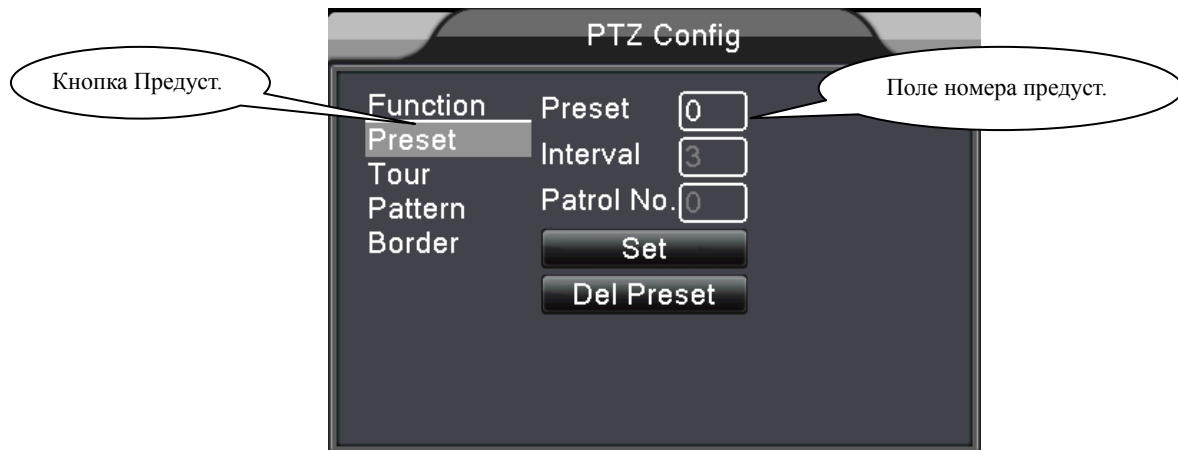 PTZ Config
Кнопка Предуст.
Поле номера предуст.
Function
Preset
Tour
Pattern
Border
Preset 0
Interval 3
Patrol No. 0
Set
Del Preset